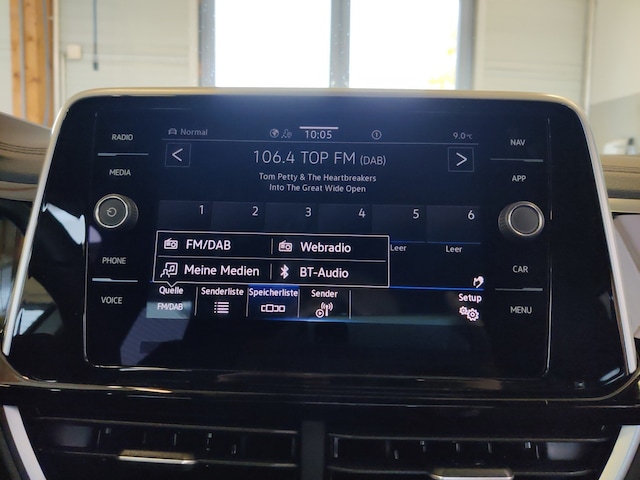 RADIO
MEDIA
PHONE
VOICE
Normal
10:05
9.0°C
106.4 TOP FM (DAB)
Tom Petty & The Heartbreakers
Into The Great Wide Open
1 2 3 4 5 6
Leer Leer
FM/DAB Webradio
Meine Medien BT-Audio
Quelle Senderliste Speicherliste Sender Setup
FM/DAB
NAV
APP
CAR
MENU